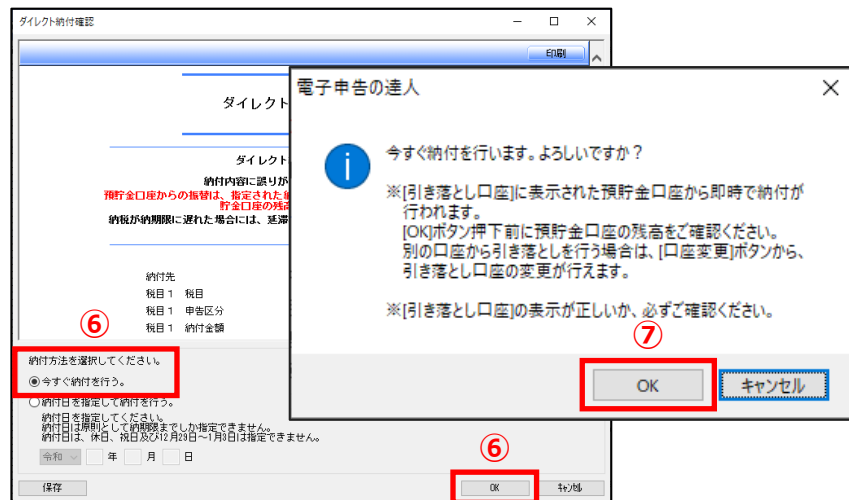 ダイレクト納付確認
印刷
ダイレクト
ダイレクト
納付内容に誤りが
預貯金口座からの振替は、指定された
貯金口座の残高
納税が納期限に遅れた場合には、延滞
納付先
税目1 税目
税目1 申告区分
税目1 納付金額
⑥
納付方法を選択してください。
今すぐ納付を行う。
納付日を指定して納付を行う。
納付日を指定してください。
納付日は原則として納期限までしか指定できません。
納付日は、休日、祝日及び12月29日～1月3日は指定できません。
令和 年 月 日
⑥
保存 OK キャンセル
電子申告の達人
今すぐ納付を行います。よろしいですか？
※[引き落とし口座]に表示された預貯金口座から即時で納付が
行われます。
[OK]ボタン押下前に預貯金口座の残高をご確認ください。
別の口座から引き落としを行う場合は、[口座変更]ボタンから、
引き落とし口座の変更が行えます。
※[引き落とし口座]の表示が正しいか、必ずご確認ください。
⑦
OK キャンセル